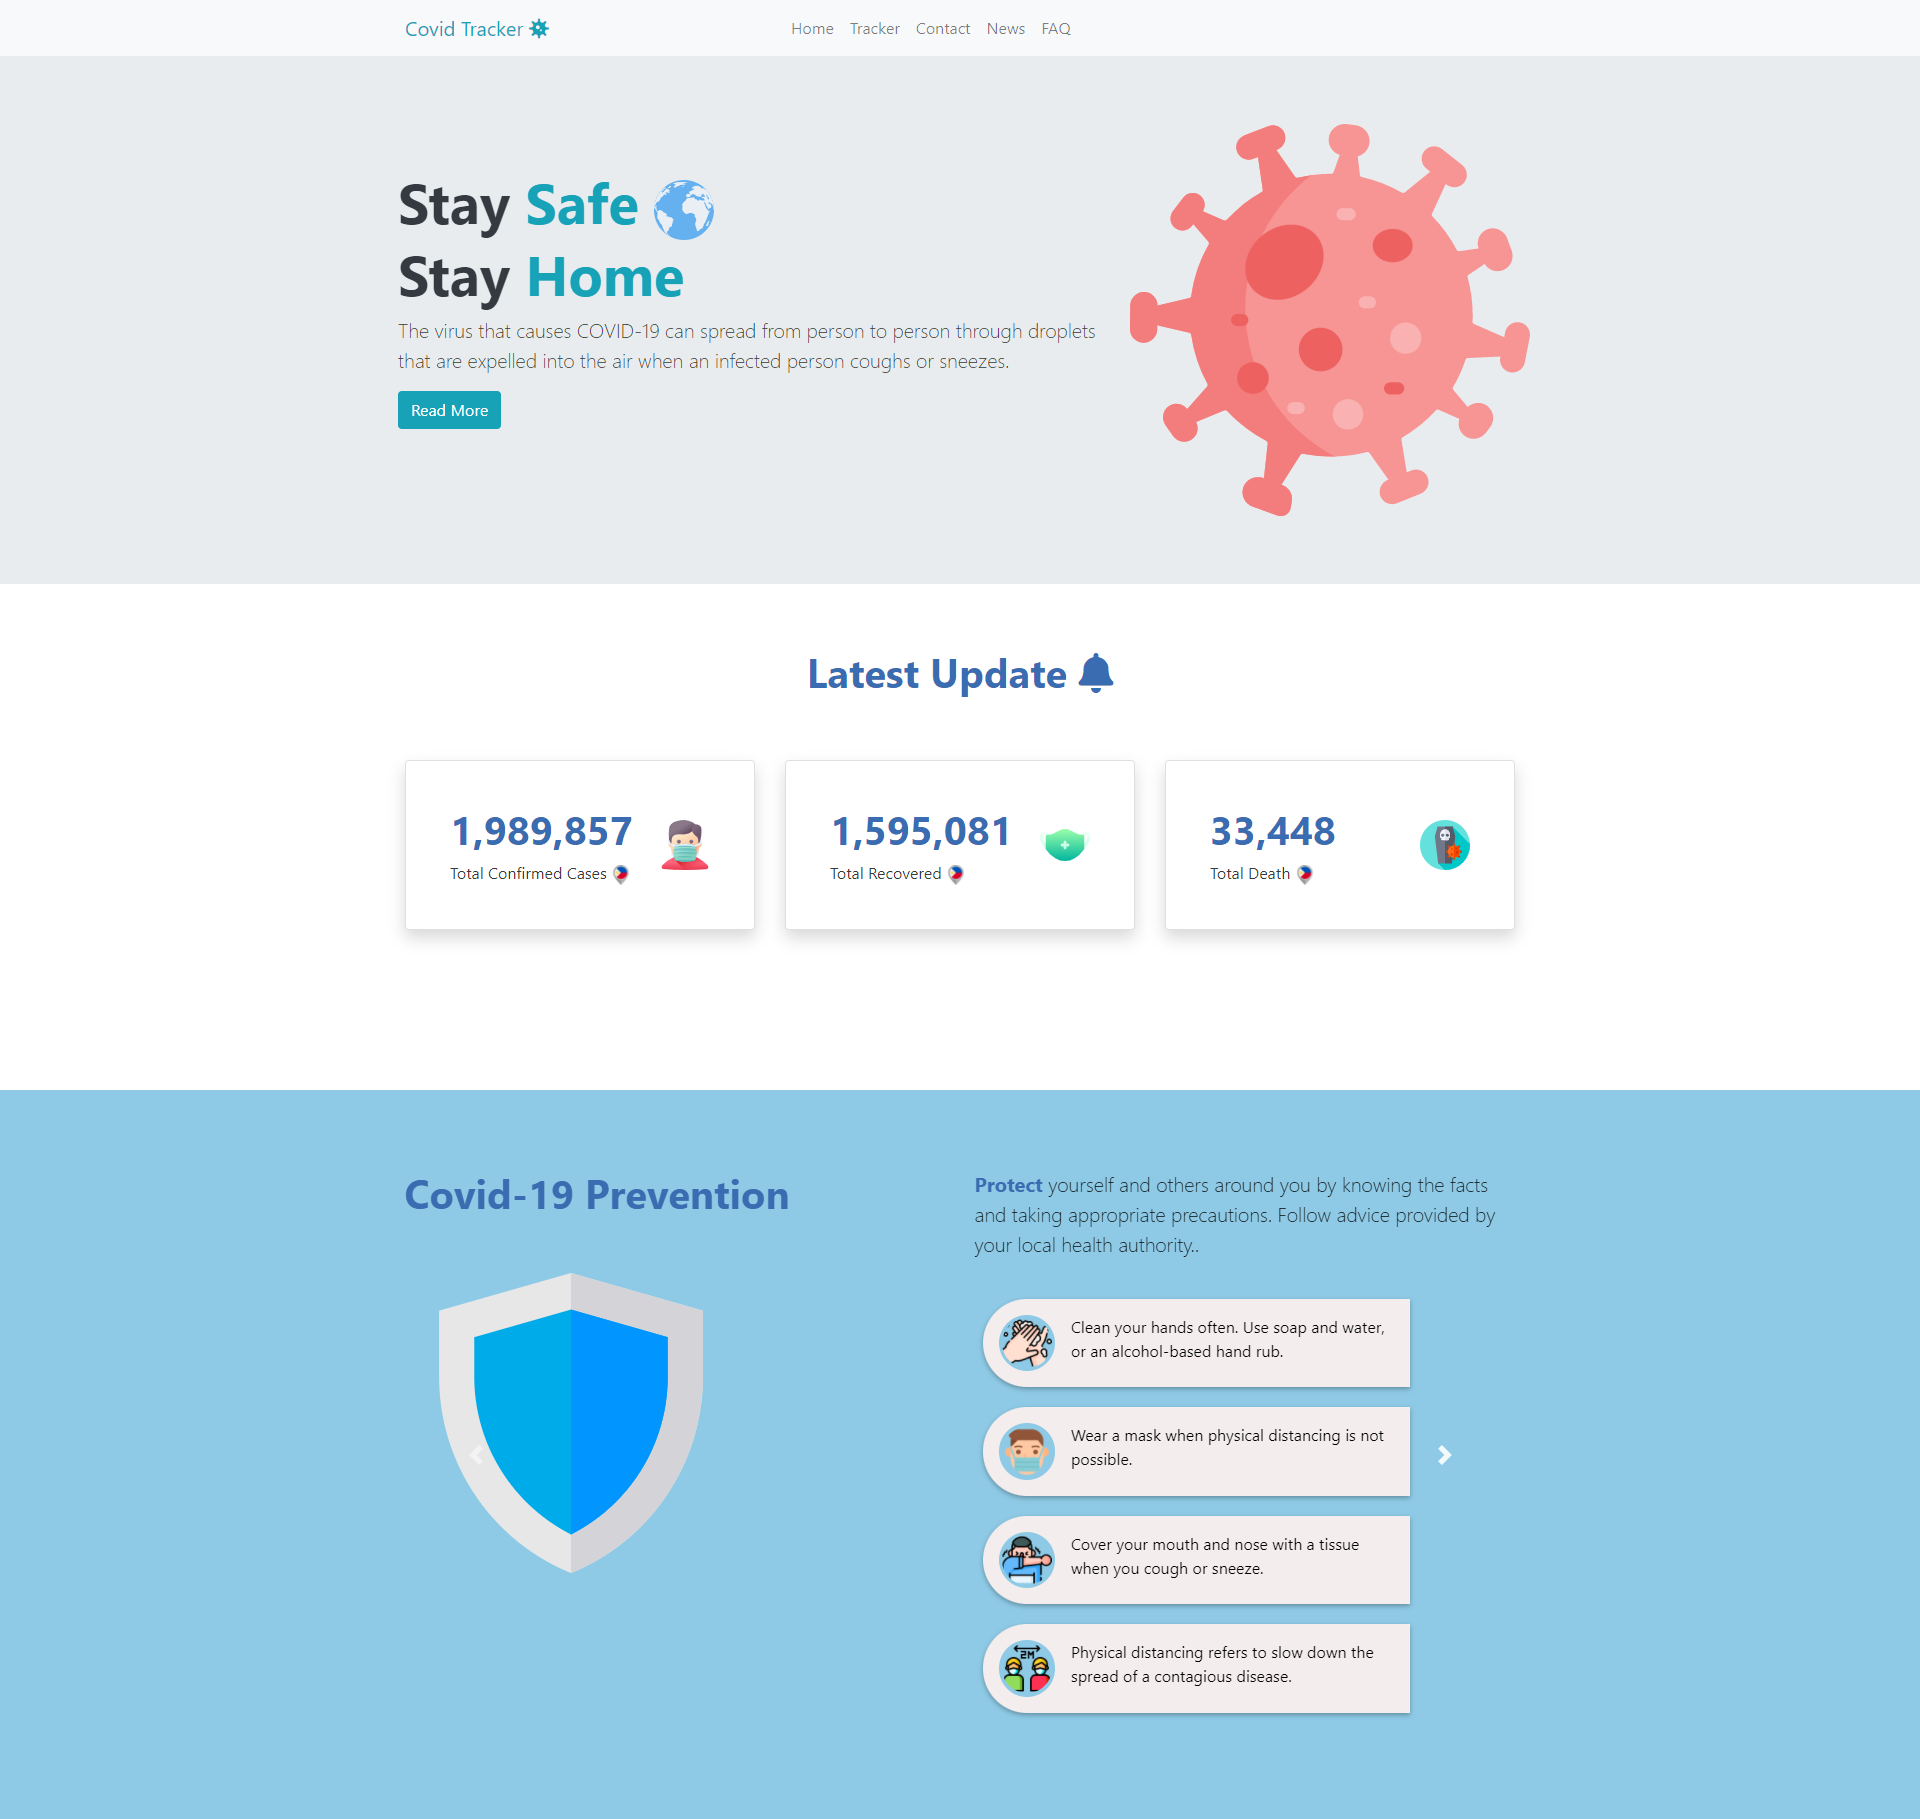 Covid Tracker
Home Tracker Contact News FAQ
Stay Safe
Stay Home
The virus that causes COVID-19 can spread from person to person through droplets
that are expelled into the air when an infected person coughs or sneezes.
Read More
Latest Update
1,989,857
Total Confirmed Cases
1,595,081
Total Recovered
33,448
Total Death
Covid-19 Prevention
Protect yourself and others around you by knowing the facts
and taking appropriate precautions. Follow advice provided by
your local health authority..
Clean your hands often. Use soap and water,
or an alcohol-based hand rub.
Wear a mask when physical distancing is not
possible.
Cover your mouth and nose with a tissue
when you cough or sneeze.
2M
Physical distancing refers to slow down the
spread of a contagious disease.